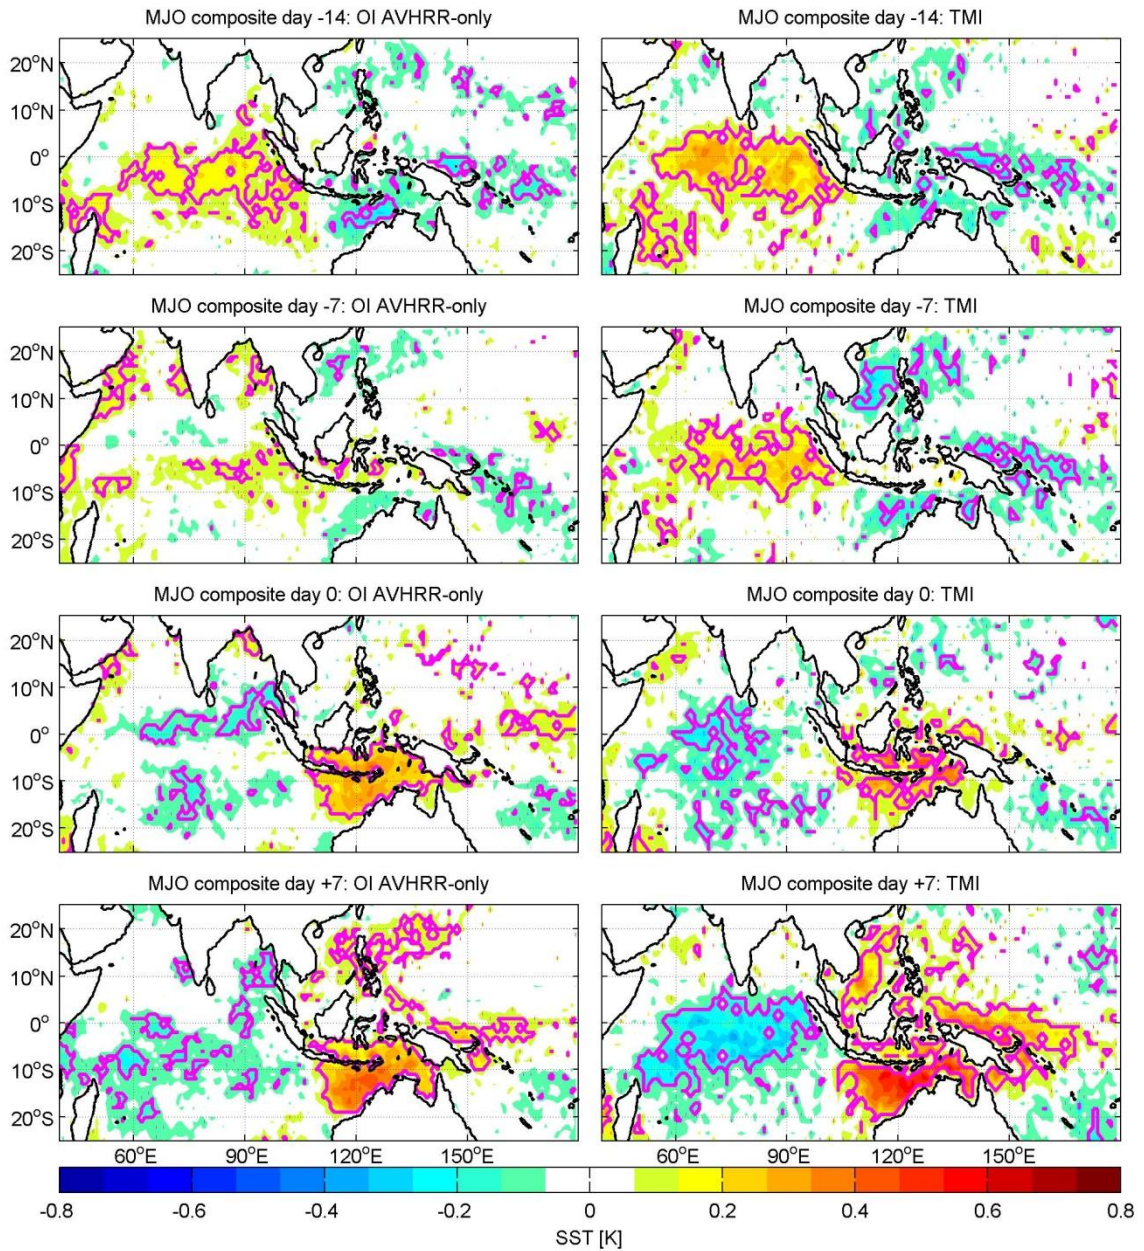 MJO composite day -14: OI AVHRR-only
MJO composite day -14: TMI
20°N
10°N
0°
10°S
20°S
MJO composite day -7: OI AVHRR-only
MJO composite day -7: TMI
20°N
10°N
0°
10°S
20°S
MJO composite day 0: OI AVHRR-only
MJO composite day 0: TMI
20°N
10°N
0°
10°S
20°S
MJO composite day +7: OI AVHRR-only
MJO composite day +7: TMI
20°N
10°N
0°
10°S
20°S
60°E 90°E 120°E 150°E 60°E 90°E 120°E 150°E
-0.8 -0.6 -0.4 -0.2 0 0.2 0.4 0.6 0.8
SST [K]